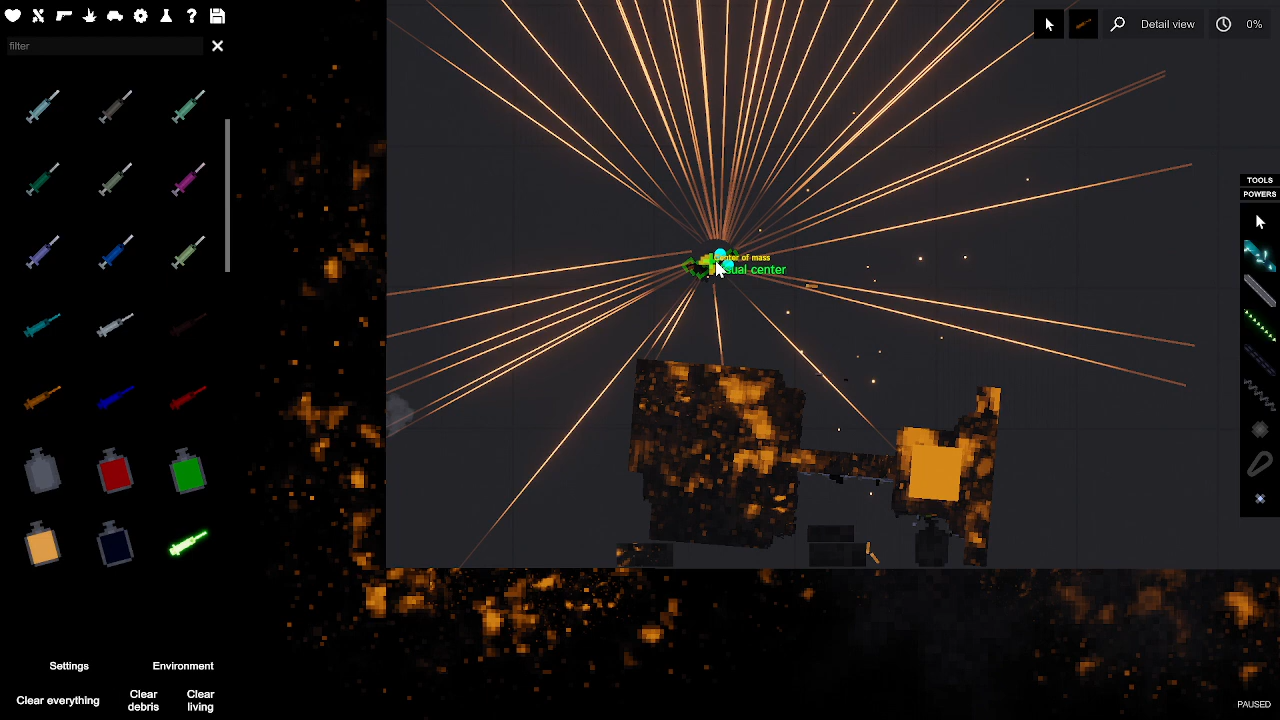 filter
Detail view
0%
TOOLS
POWERS
Center of mass
sual center
Settings
Environment
Clear everything
Clear debris
Clear living
PAUSED